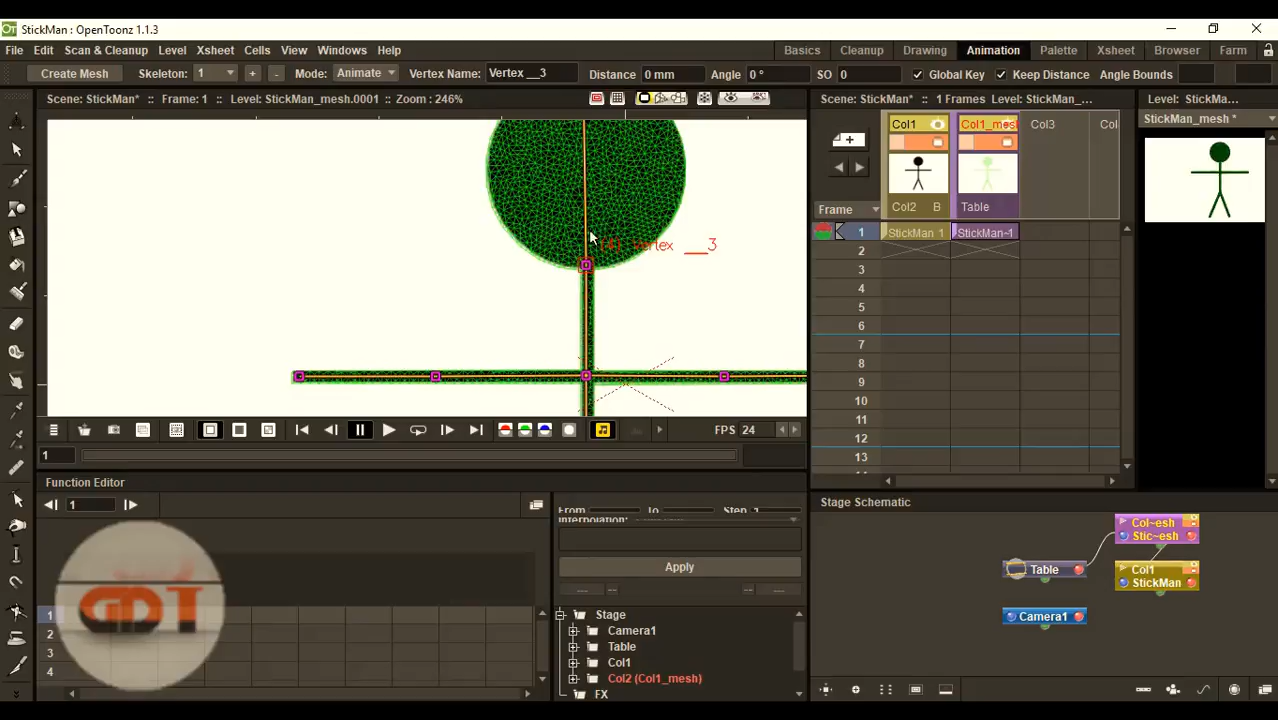 StickMan : OpenToonz 1.1.3
File Edit Scan & Cleanup Level Xsheet Cells View Windows Help
Basics Cleanup Drawing Animation Palette Xsheet Browser Farm
Create Mesh Skeleton: 1 + - Mode: Animate Vertex Name: Vertex __3 Distance 0 mm Angle 0 ° SO 0 Global Key Keep Distance Angle Bounds
Scene: StickMan* :: Frame: 1 :: Level: StickMan_mesh.0001 :: Zoom : 246%
Scene: StickMan* :: 1 Frames Level: StickMan_...
Level: StickMa...
StickMan_mesh *
Col1 Col1_mesh Col3 Col
Col2 B Table
Frame
1 StickMan 1 StickMan-1
2
3
4
5
6
7
8
9
10
11
12
13
Vertex __3
FPS 24
1
Function Editor
1
1
2
3
4
GDT
From To Step 1
Interpolation:
Apply
--- -- -- ---
Stage
Camera1
Table
Col1
Col2 (Col1_mesh)
FX
Stage Schematic
Col~esh
Stic~esh
Table
Col1
StickMan
Camera1